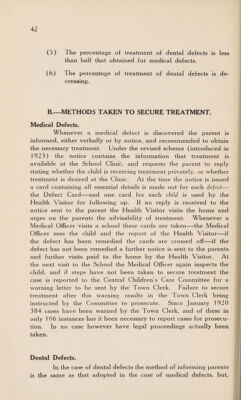 42
(5) The percentage of treatment of dental defects is less
than half that obtained for medical defects.
(6) The percentage of treatment of dental defects is de-
creasing.
B.—METHODS TAKEN TO SECURE TREATMENT.
Medical Defects.
Whenever a medical defect is discovered the parent is
informed, either verbally or by notice, and recommended to obtain
the necessary treatment. Under the revised scheme (introduced in
1923) the notice contains the information that treatment is
available at the School Clinic, and requests the parent to reply
stating whether the child is receiving treatment privately, or whether
treatment is desired at the Clinic. At the time the notice is issued
a card containing all essential details is made out for each defect—
the Defect Card—and one card for each child is used by the
Health Visitor for following up. If no reply is received to the
notice sent to the parent the Health Visitor visits the home and
urges on the parents the advisability of treatment. Whenever a
Medical Officer visits a school these cards are taken—the Medical
Officer sees the child and the report of the Health Visitor—if
the defect has been remedied the cards are crossed off—if the
defect has not been remedied a further notice is sent to the parents
and further visits paid to the home by the Health Visitor. At
the next visit to the School the Medical Officer again inspects the
child, and if steps have not been taken to secure treatment the
case is reported to the Central Children's Care Committee for a
warning letter to be sent by the Town Clerk. Failure to secure
treatment after this warning results in the Town Clerk being
instructed by the Committee to prosecute. Since January 1920
384 cases have been warned by the Town Clerk, and of these in
only 106 instances has it been necessary to report cases for prosecu-
tion. In no case however have legal proceedings actually been
taken.
Dental Defects.
In the case of dental defects the method of informing parents
is the same as that adopted in the case of medical defects, but,